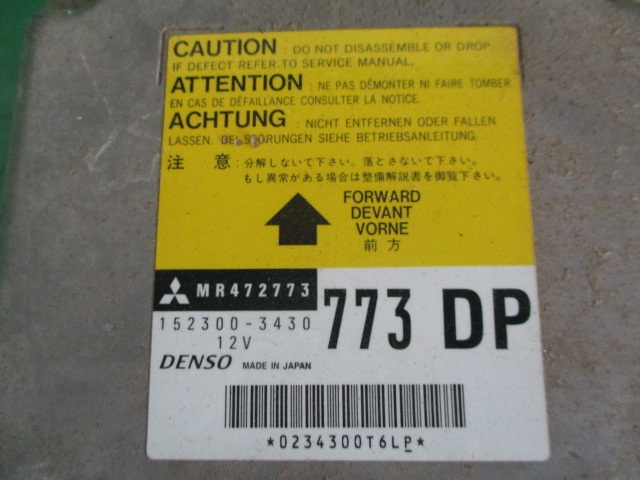 CAUTION : DO NOT DISASSEMBLE OR DROP.
IF DEFECT REFER TO SERVICE MANUAL.
ATTENTION : NE PAS DÉMONTER NI FAIRE TOMBER
EN CAS DE DÉFAILLANCE CONSULTER LA NOTICE.
ACHTUNG : NICHT ENTFERNEN ODER FALLEN
LASSEN. BEI STÖRUNGEN SIEHE BETRIEBSANLEITUNG.
注 意 : 分解しないで下さい。落とさないで下さい。
もし異常がある場合は整備解説書を御覧下さい。
FORWARD
DEVANT
VORNE
前方
MR472773
152300-3430
12V
773 DP
DENSO MADE IN JAPAN
*0234300T6LP*